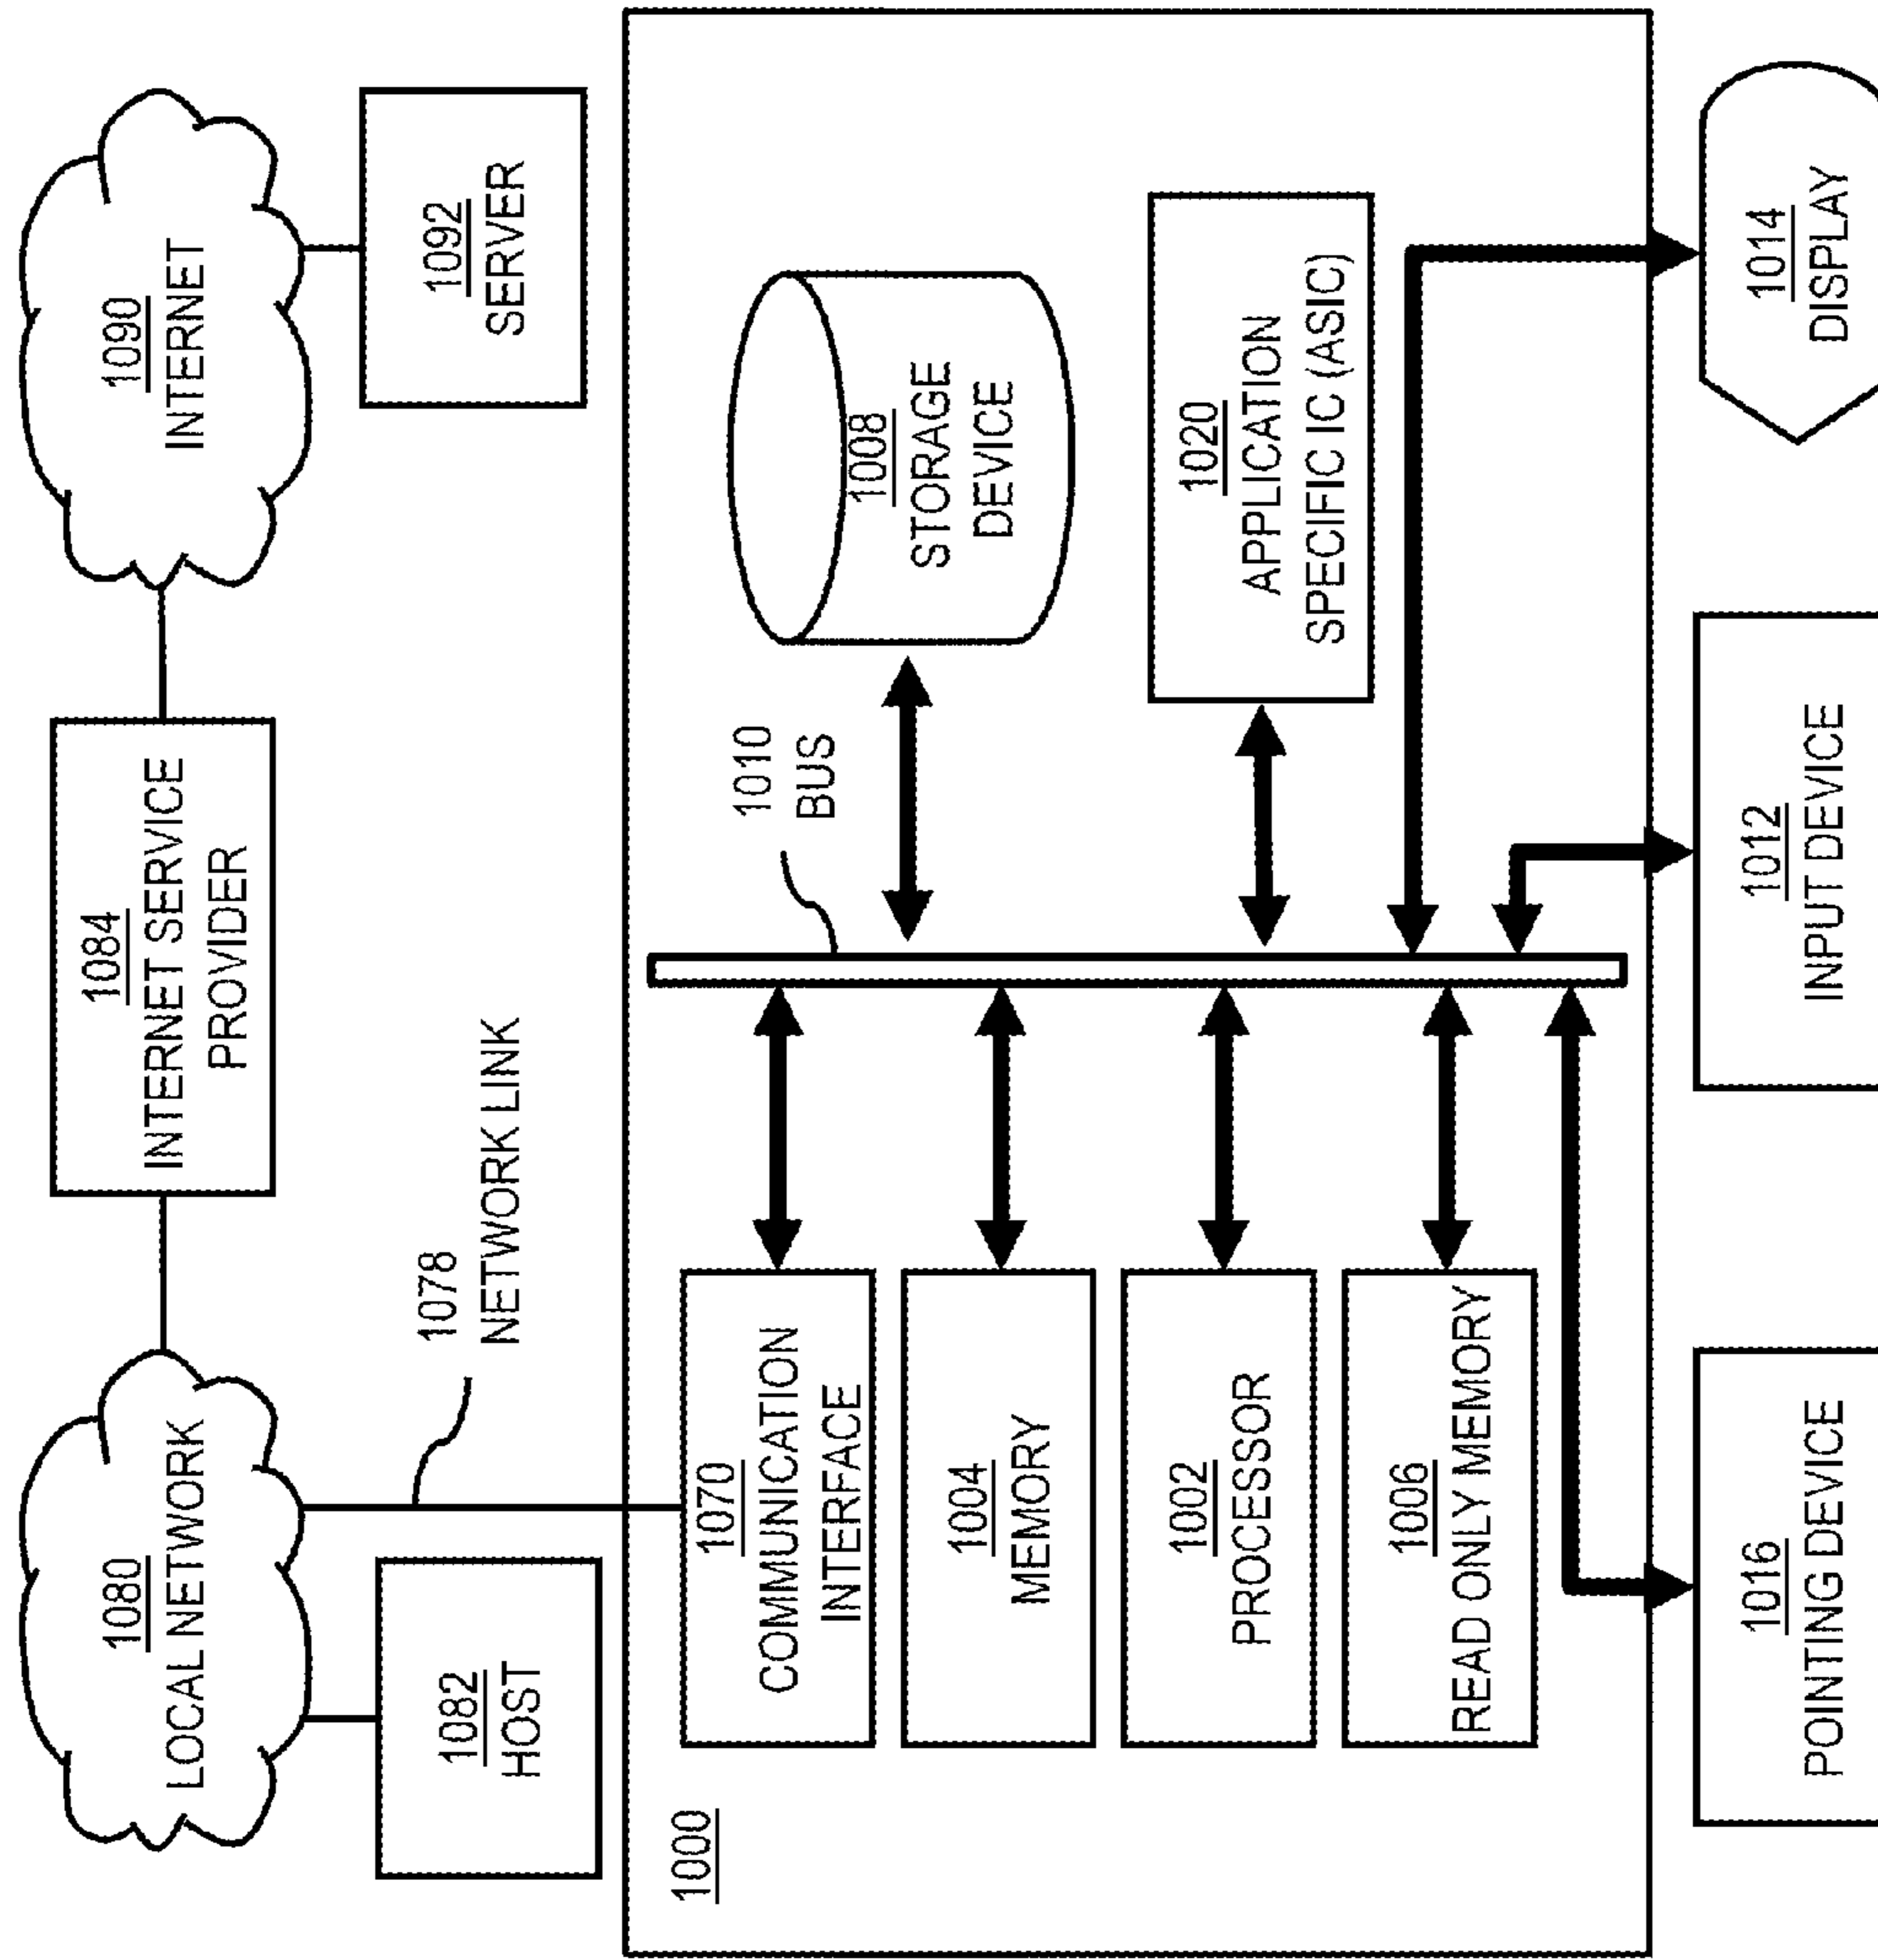 1080
LOCAL NETWORK
1084
INTERNET SERVICE
PROVIDER
1090
INTERNET
1082
HOST
1078
NETWORK LINK
1092
SERVER
1000
1070
COMMUNICATION
INTERFACE
1004
MEMORY
1002
PROCESSOR
1006
READ ONLY MEMORY
1010
BUS
1008
STORAGE
DEVICE
1020
APPLICATION
SPECIFIC IC (ASIC)
1016
POINTING DEVICE
1012
INPUT DEVICE
1014
DISPLAY